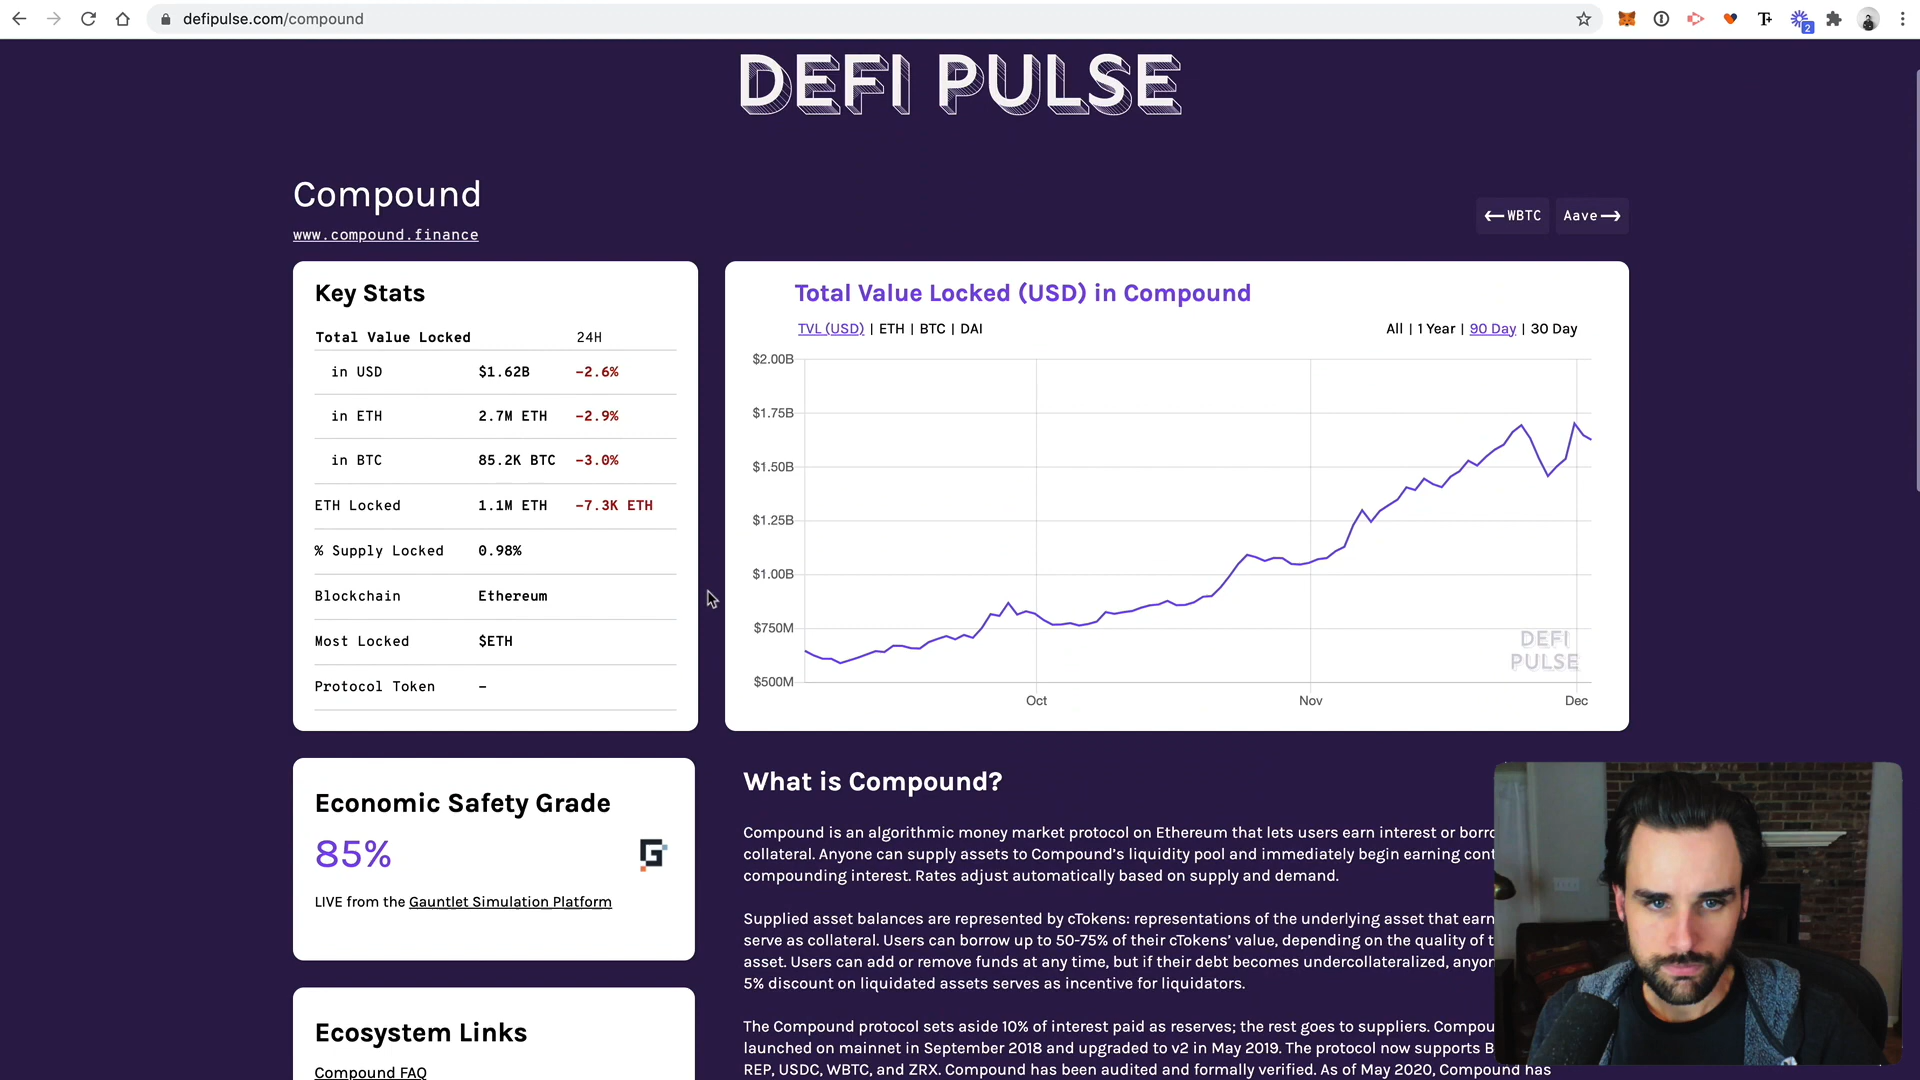 defipulse.com/compound
2
DEFI PULSE
Compound
www.compound.finance
←WBTC
Aave→
Key Stats
Total Value Locked 24H
in USD $1.62B -2.6%
in ETH 2.7M ETH -2.9%
in BTC 85.2K BTC -3.0%
ETH Locked 1.1M ETH -7.3K ETH
% Supply Locked 0.98%
Blockchain Ethereum
Most Locked $ETH
Protocol Token -
Total Value Locked (USD) in Compound
TVL (USD) | ETH | BTC | DAI
All | 1 Year | 90 Day | 30 Day
$2.00B
$1.75B
$1.50B
$1.25B
$1.00B
$750M
$500M
Oct Nov Dec
DEFI
PULSE
Economic Safety Grade
85%
LIVE from the Gauntlet Simulation Platform
Ecosystem Links
Compound FAQ
What is Compound?
Compound is an algorithmic money market protocol on Ethereum that lets users earn interest or borro
collateral. Anyone can supply assets to Compound's liquidity pool and immediately begin earning cont
compounding interest. Rates adjust automatically based on supply and demand.
Supplied asset balances are represented by cTokens: representations of the underlying asset that earn
serve as collateral. Users can borrow up to 50-75% of their cTokens' value, depending on the quality of t
asset. Users can add or remove funds at any time, but if their debt becomes undercollateralized, anyon
5% discount on liquidated assets serves as incentive for liquidators.
The Compound protocol sets aside 10% of interest paid as reserves; the rest goes to suppliers. Compou
launched on mainnet in September 2018 and upgraded to v2 in May 2019. The protocol now supports B
REP, USDC, WBTC, and ZRX. Compound has been audited and formally verified. As of May 2020, Compound has